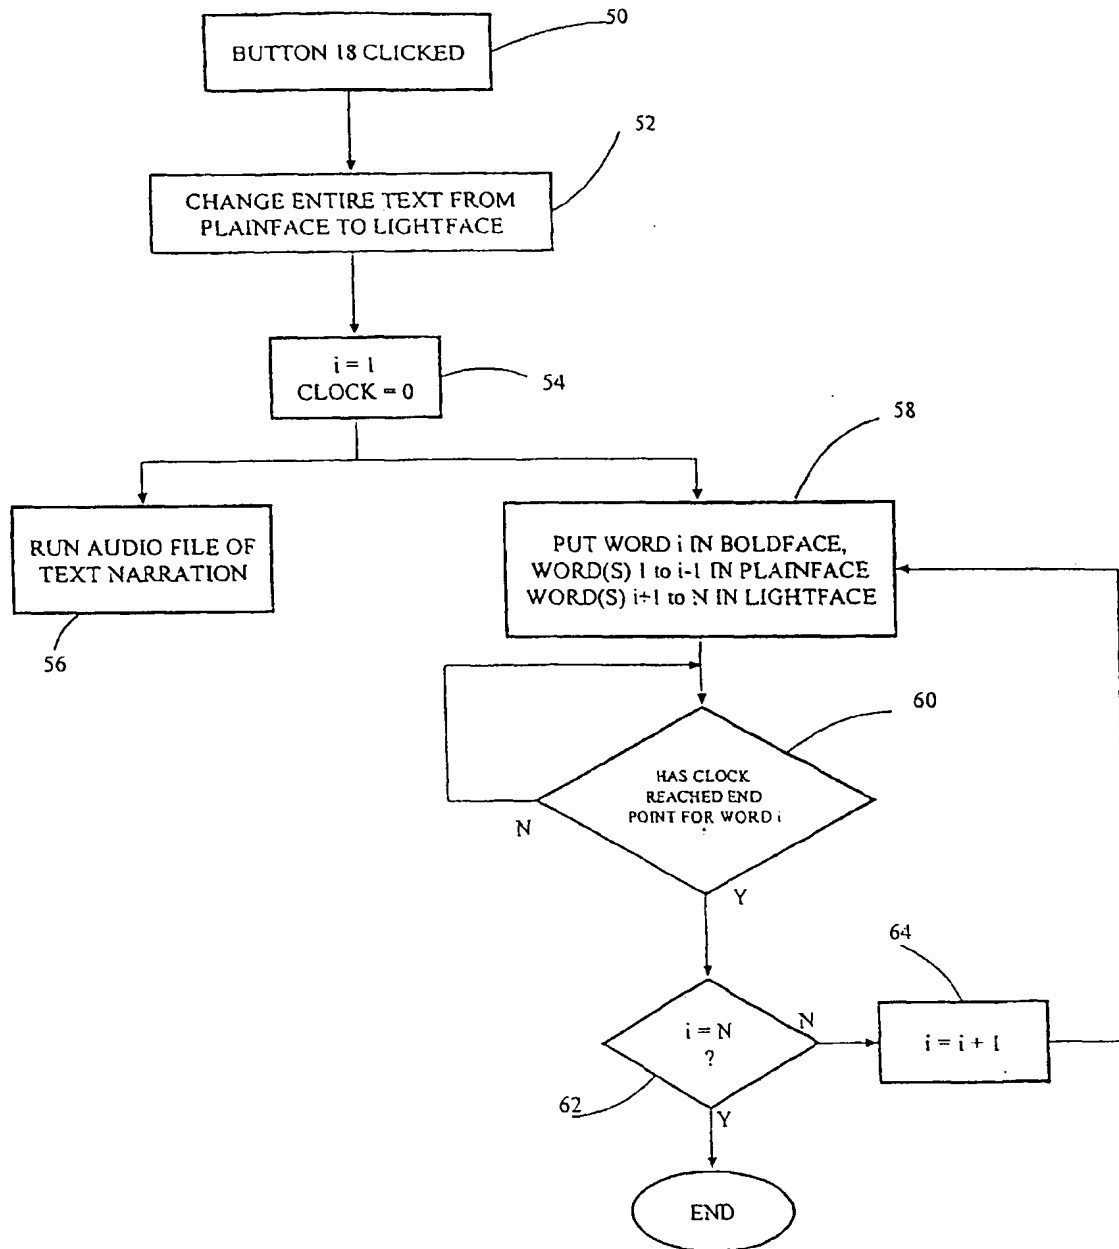 50
BUTTON 18 CLICKED
52
CHANGE ENTIRE TEXT FROM
PLAINFACE TO LIGHTFACE
i = 1
CLOCK = 0
54
58
RUN AUDIO FILE OF
TEXT NARRATION
56
PUT WORD i IN BOLDFACE,
WORD(S) 1 to i-1 IN PLAINFACE
WORD(S) i+1 to N IN LIGHTFACE
60
HAS CLOCK
REACHED END
POINT FOR WORD i
?
N
Y
64
i = N
?
N
i = i + 1
62
Y
END